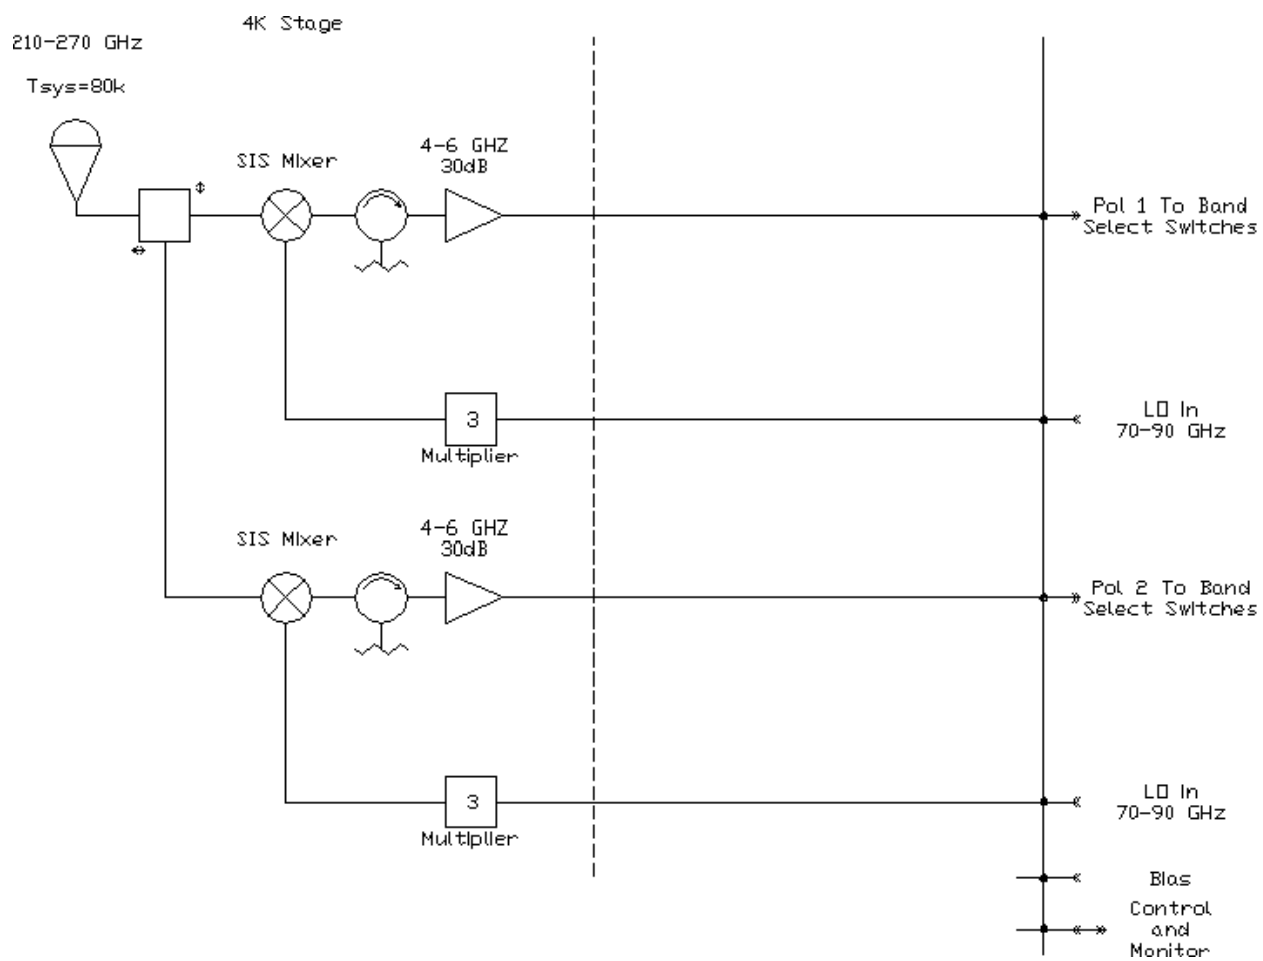 4K Stage
210-270 GHz
Tsys=80k
SIS Mixer
4-6 GHZ
30dB
Pol 1 To Band
Select Switches
3
Multiplier
LO In
70-90 GHz
SIS Mixer
4-6 GHZ
30dB
Pol 2 To Band
Select Switches
3
Multiplier
LO In
70-90 GHz
Bias
Control
and
Monitor